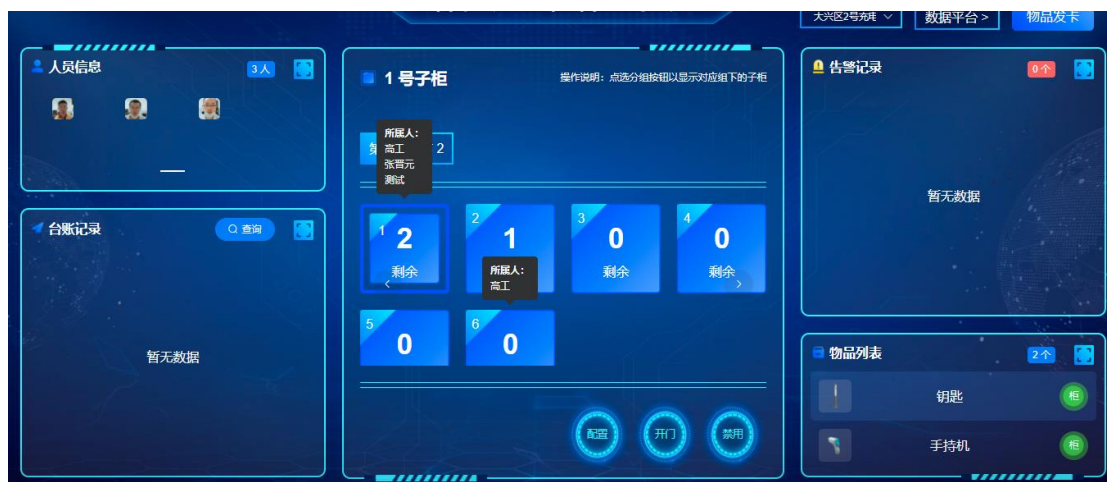 大兴区2号充电
数据平台 >
物品发卡
人员信息
3人
台账记录
查询
暂无数据
1号子柜
操作说明：点选分组按钮以显示对应组下的子柜
所属人：
高工
张晋元
测试
2
1
2
剩余
2
1
所属人：
高工
3
0
剩余
4
0
剩余
5
0
6
0
配置
开门
禁用
告警记录
0个
暂无数据
物品列表
2个
钥匙
柜
手持机
柜